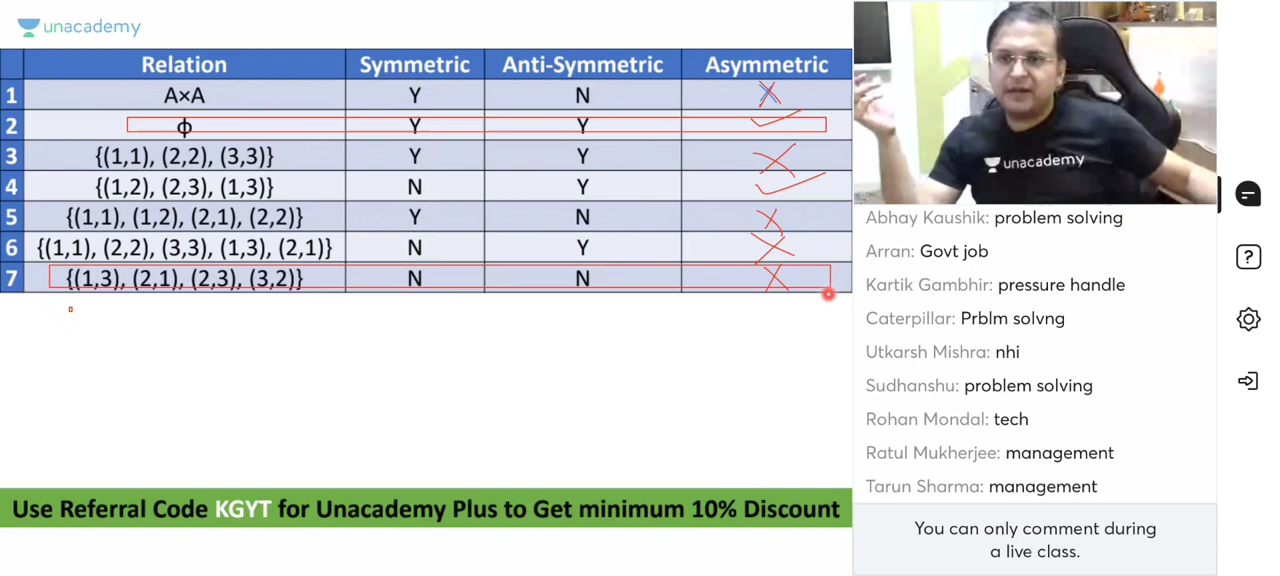 unacademy
Relation Symmetric Anti-Symmetric Asymmetric
1 A×A Y N ✗
2 ϕ Y Y ✓
3 {(1,1), (2,2), (3,3)} Y Y ✗
4 {(1,2), (2,3), (1,3)} N Y ✓
5 {(1,1), (1,2), (2,1), (2,2)} Y N ✗
6 {(1,1), (2,2), (3,3), (1,3), (2,1)} N Y ✗
7 {(1,3), (2,1), (2,3), (3,2)} N N ✗
Use Referral Code KGYT for Unacademy Plus to Get minimum 10% Discount
unacademy
Abhay Kaushik: problem solving
Arran: Govt job
Kartik Gambhir: pressure handle
Caterpillar: Prblm solvng
Utkarsh Mishra: nhi
Sudhanshu: problem solving
Rohan Mondal: tech
Ratul Mukherjee: management
Tarun Sharma: management
You can only comment during
a live class.
?